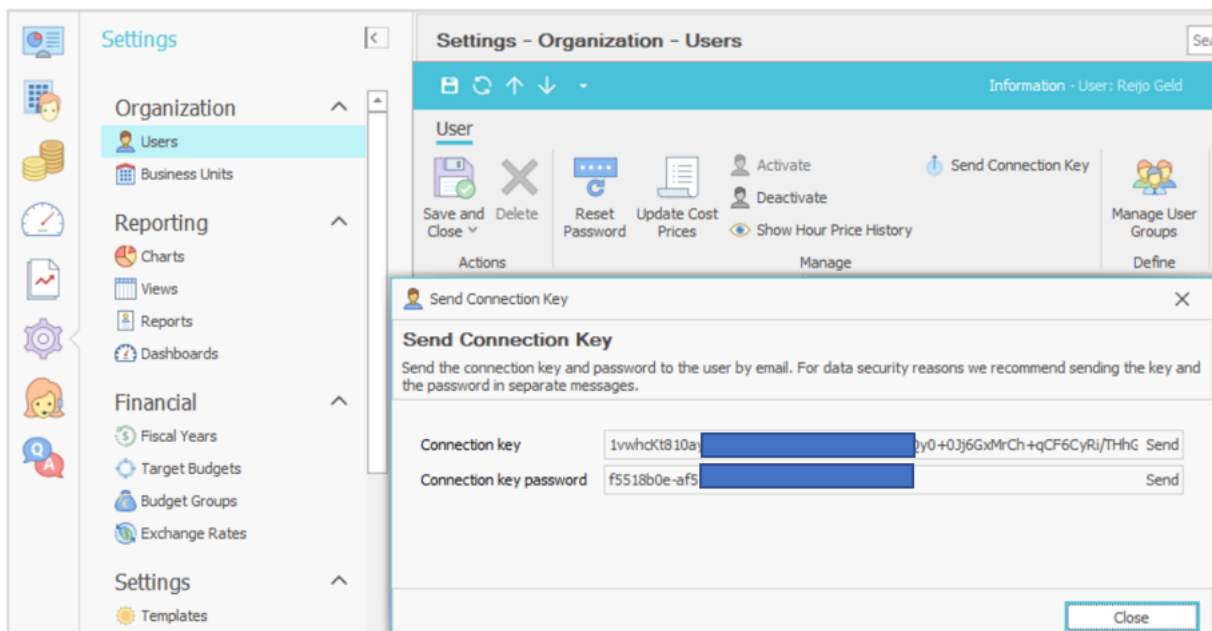 Settings
Organization
Users
Business Units
Reporting
Charts
Views
Reports
Dashboards
Financial
Fiscal Years
Target Budgets
Budget Groups
Exchange Rates
Settings
Templates
Settings - Organization - Users
Sea
Information - User: Reijo Geld
User
Save and Close
Delete
Reset Password
Update Cost Prices
Activate
Deactivate
Show Hour Price History
Send Connection Key
Manage User Groups
Actions
Manage
Define
Send Connection Key
Send Connection Key
Send the connection key and password to the user by email. For data security reasons we recommend sending the key and
the password in separate messages.
Connection key 1vwhcKt810ay y0+0Jj6GxMrCh+qCF6CyRi/THhG Send
Connection key password f5518b0e-af5 Send
Close
Q
A